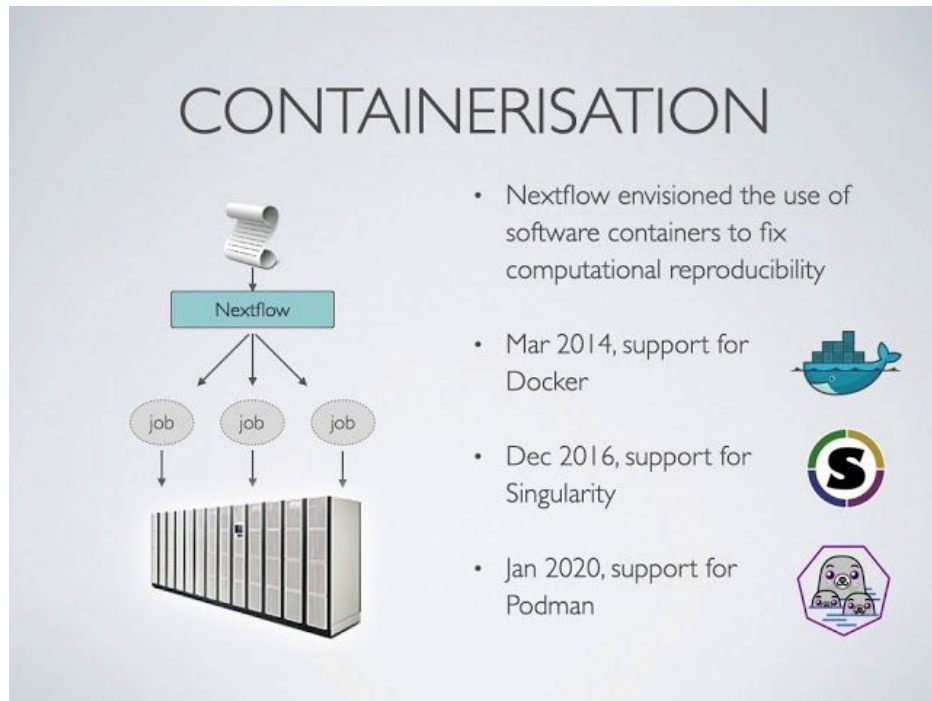 CONTAINERISATION
Nextflow
job
job
job
• Nextflow envisioned the use of
software containers to fix
computational reproducibility
• Mar 2014, support for
Docker
• Dec 2016, support for
Singularity
S
• Jan 2020, support for
Podman